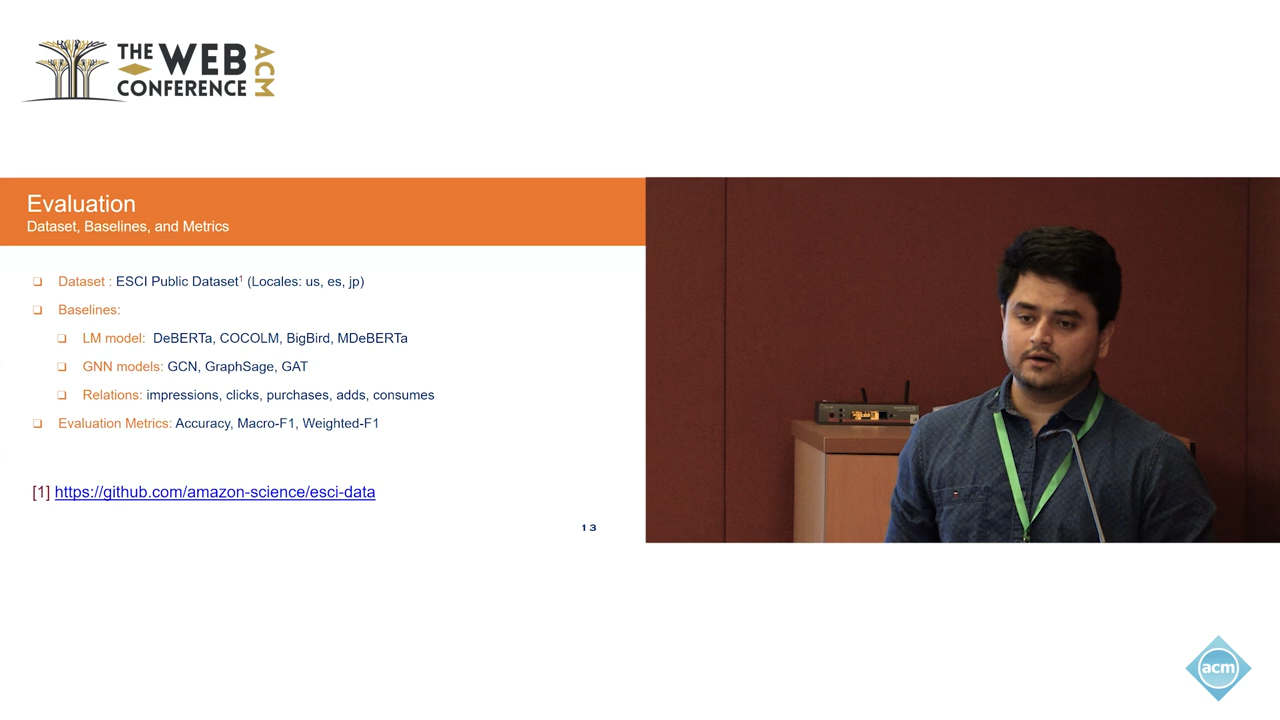 THE WEB
CONFERENCE
ACM
Evaluation
Dataset, Baselines, and Metrics
❑ Dataset : ESCI Public Dataset¹ (Locales: us, es, jp)
❑ Baselines:
❑ LM model: DeBERTa, COCOLM, BigBird, MDeBERTa
❑ GNN models: GCN, GraphSage, GAT
❑ Relations: impressions, clicks, purchases, adds, consumes
❑ Evaluation Metrics: Accuracy, Macro-F1, Weighted-F1
[1] https://github.com/amazon-science/esci-data
13
acm